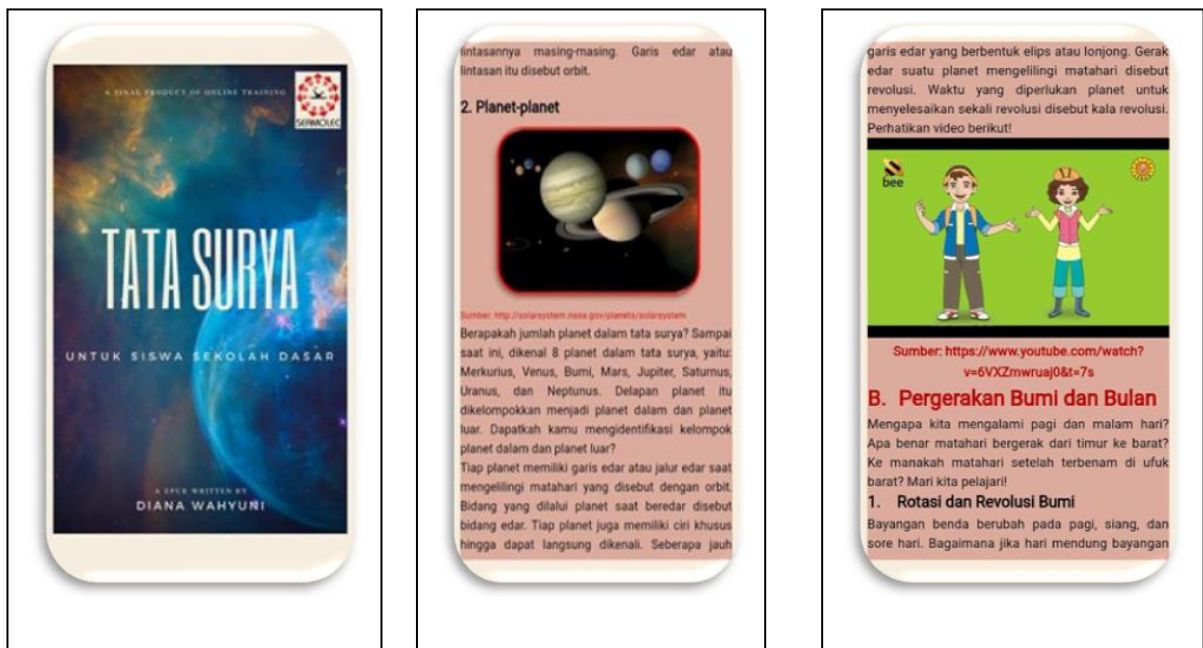 A FINAL PRODUCT OF ONLINE TRAINING
SEAMOLEC
TATA SURYA
UNTUK SISWA SEKOLAH DASAR
A EPUB WRITTEN BY
DIANA WAHYUNI
lintasannya masing-masing. Garis edar atau
lintasan itu disebut orbit.
2. Planet-planet
Sumber: http://solarsystem.nasa.gov/planets/solarsystem
Berapakah jumlah planet dalam tata surya? Sampai
saat ini, dikenal 8 planet dalam tata surya, yaitu:
Merkurius, Venus, Bumi, Mars, Jupiter, Saturnus,
Uranus, dan Neptunus. Delapan planet itu
dikelompokkan menjadi planet dalam dan planet
luar. Dapatkah kamu mengidentifikasi kelompok
planet dalam dan planet luar?
Tiap planet memiliki garis edar atau jalur edar saat
mengelilingi matahari yang disebut dengan orbit.
Bidang yang dilalui planet saat beredar disebut
bidang edar. Tiap planet juga memiliki ciri khusus
hingga dapat langsung dikenali. Seberapa jauh
garis edar yang berbentuk elips atau lonjong. Gerak
edar suatu planet mengelilingi matahari disebut
revolusi. Waktu yang diperlukan planet untuk
menyelesaikan sekali revolusi disebut kala revolusi.
Perhatikan video berikut!
bee
Sumber: https://www.youtube.com/watch?
v=6VXZmwruaj0&t=7s
B. Pergerakan Bumi dan Bulan
Mengapa kita mengalami pagi dan malam hari?
Apa benar matahari bergerak dari timur ke barat?
Ke manakah matahari setelah terbenam di ufuk
barat? Mari kita pelajari!
1. Rotasi dan Revolusi Bumi
Bayangan benda berubah pada pagi, siang, dan
sore hari. Bagaimana jika hari mendung bayangan